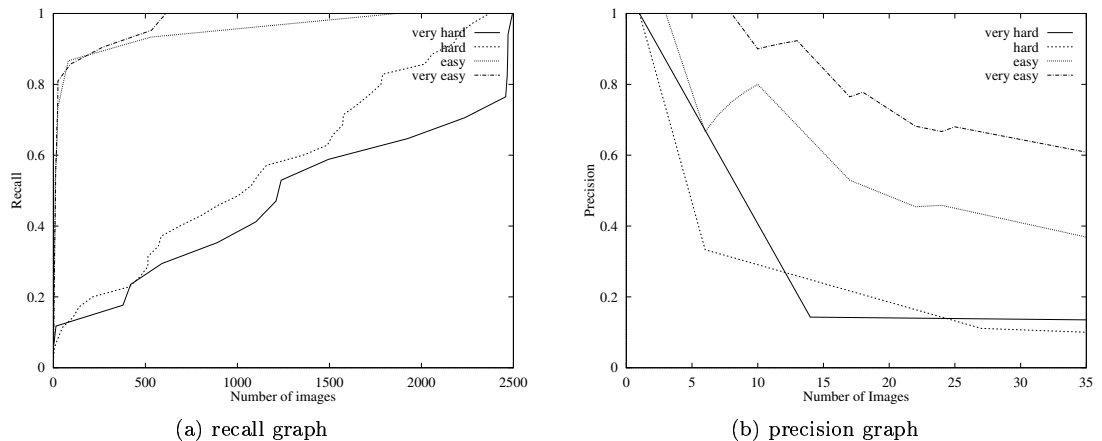 1
0.8
0.6
0.4
0.2
0
Recall
very hard
hard
easy
very easy
0 500 1000 1500 2000 2500
Number of images
(a) recall graph
1
0.8
0.6
0.4
0.2
0
Precision
very hard
hard
easy
very easy
0 5 10 15 20 25 30 35
Number of Images
(b) precision graph